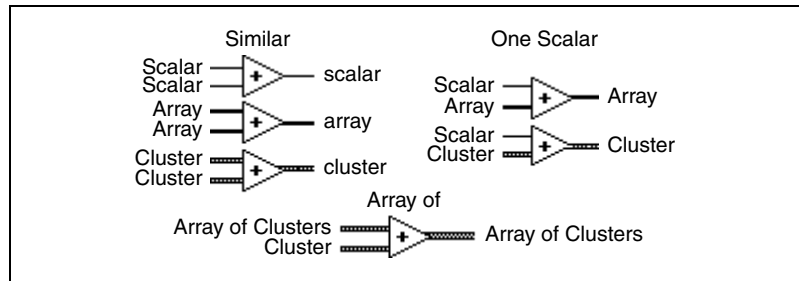 Similar
Scalar
Scalar
scalar
Array
Array
array
Cluster
Cluster
cluster
One Scalar
Scalar
Array
Array
Scalar
Cluster
Cluster
Array of
Array of Clusters
Cluster
Array of Clusters